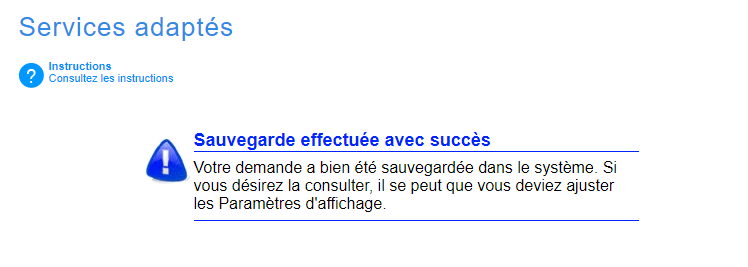 Services adaptés
?
Instructions
Consultez les instructions
!
Sauvegarde effectuée avec succès
Votre demande a bien été sauvegardée dans le système. Si
vous désirez la consulter, il se peut que vous deviez ajuster
les Paramètres d'affichage.